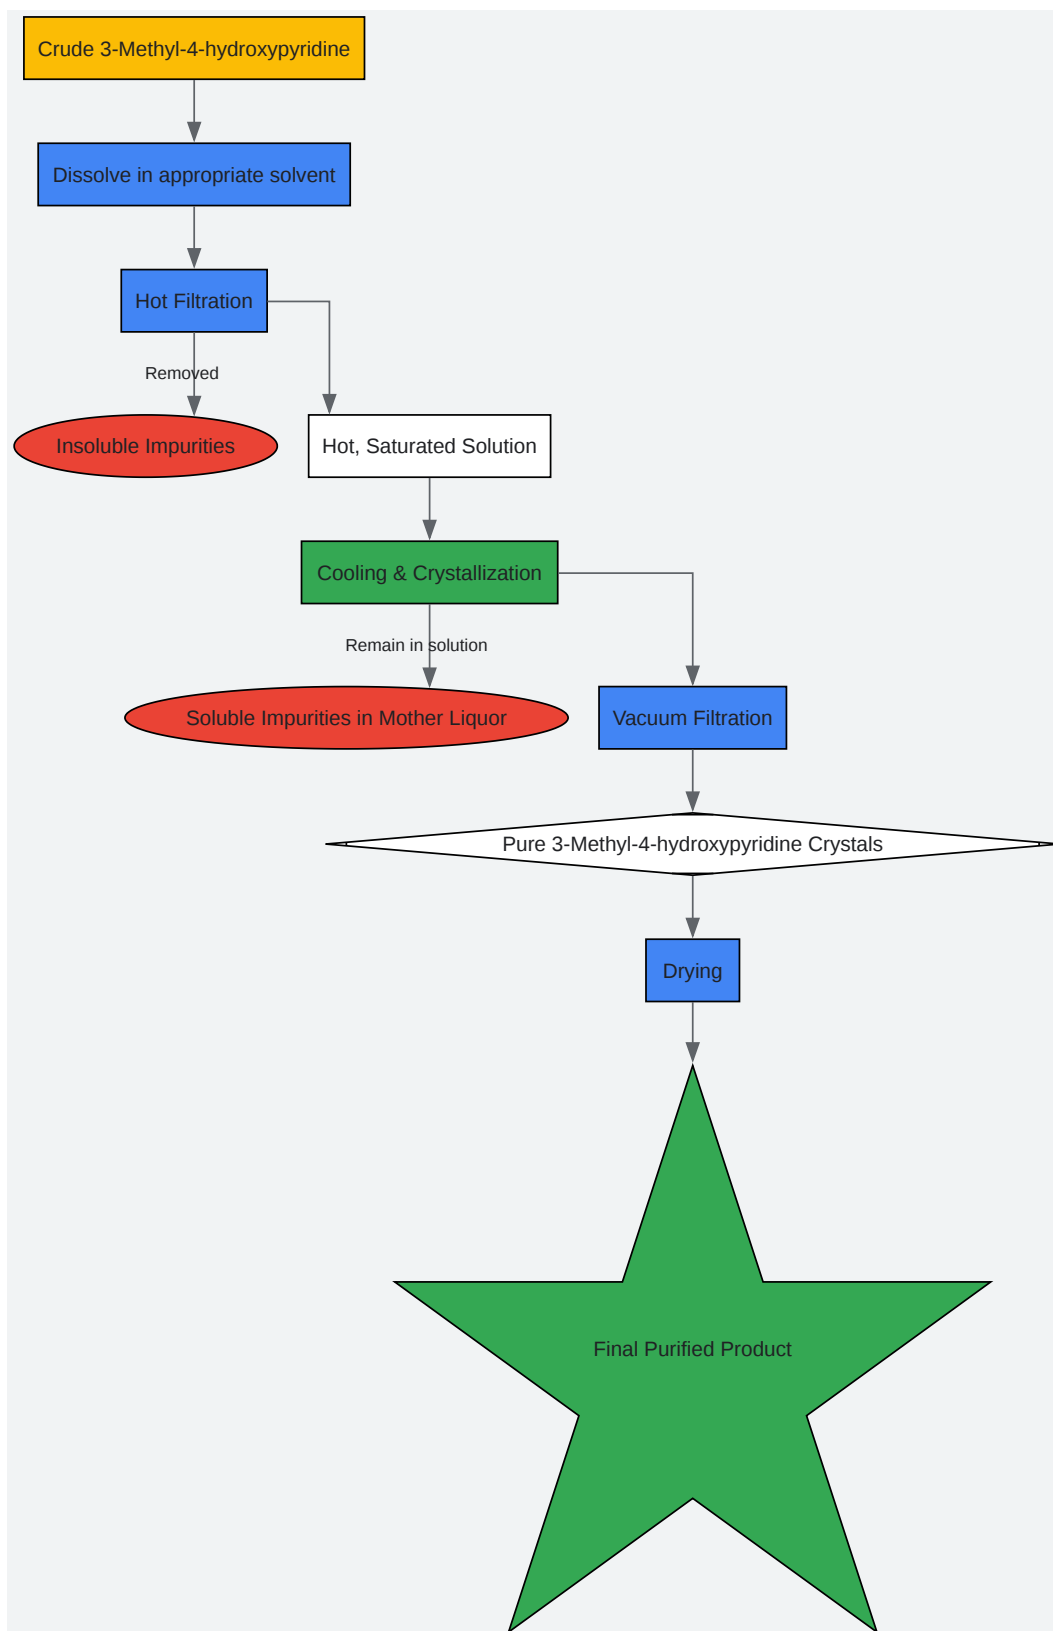 Crude 3-Methyl-4-hydroxypyridine
Dissolve in appropriate solvent
Hot Filtration
Removed
Insoluble Impurities
Hot, Saturated Solution
Cooling & Crystallization
Remain in solution
Soluble Impurities in Mother Liquor
Vacuum Filtration
Pure 3-Methyl-4-hydroxypyridine Crystals
Drying
Final Purified Product